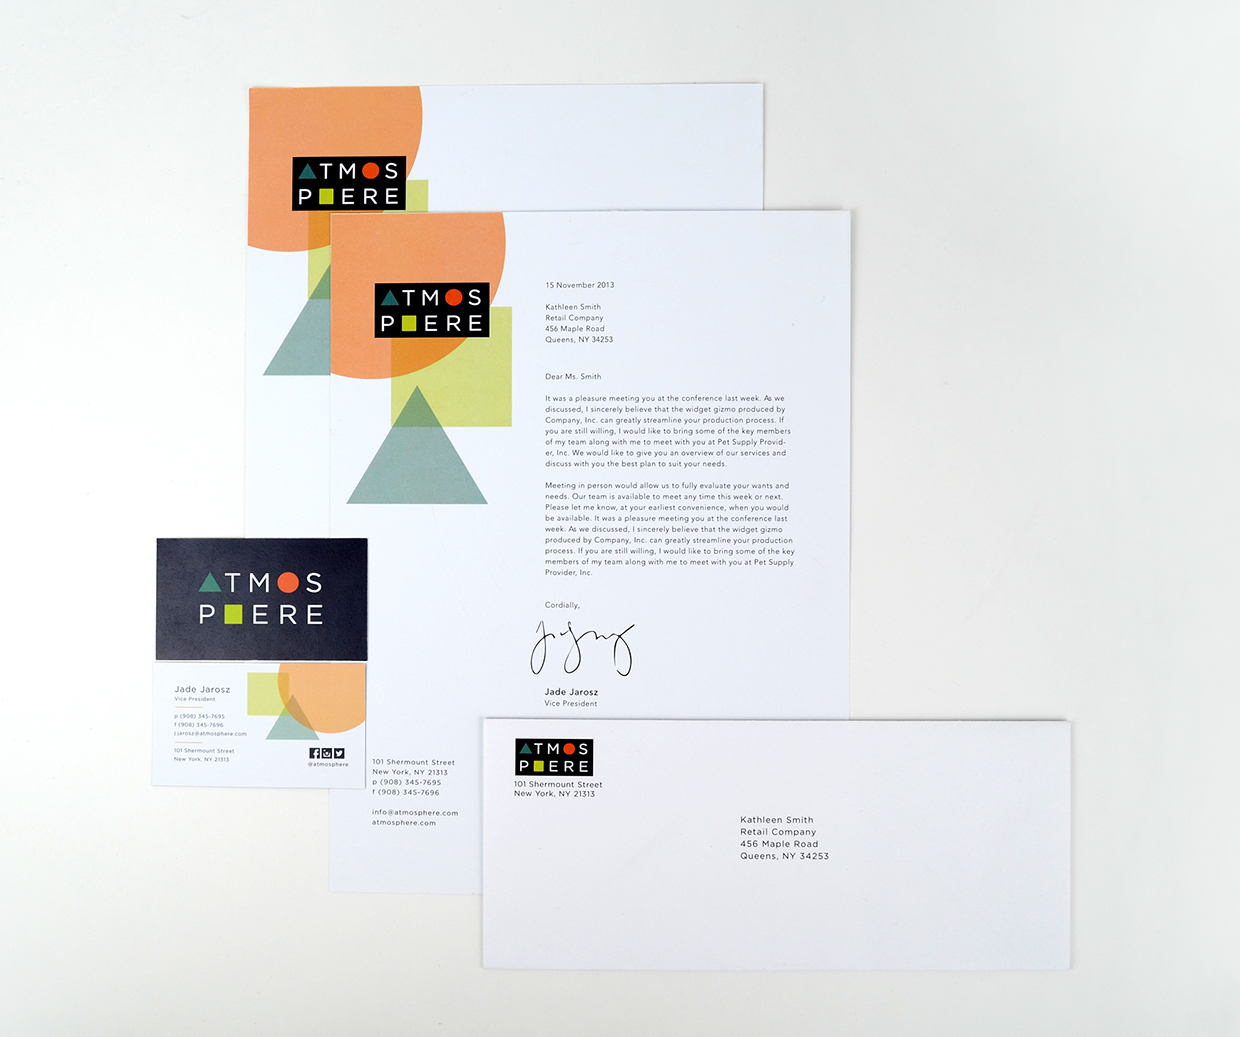 ATMOS
PHERE
ATMOS
PHERE
15 November 2013
Kathleen Smith
Retail Company
456 Maple Road
Queens, NY 34253
Dear Ms. Smith
It was a pleasure meeting you at the conference last week. As we
discussed, I sincerely believe that the widget gizmo produced by
Company, Inc. can greatly streamline your production process. If
you are still willing, I would like to bring some of the key members
of my team along with me to meet with you at Pet Supply Provid-
er, Inc. We would like to give you an overview of our services and
discuss with you the best plan to suit your needs.
Meeting in person would allow us to fully evaluate your wants and
needs. Our team is available to meet any time this week or next.
Please let me know, at your earliest convenience, when you would
be available. It was a pleasure meeting you at the conference last
week. As we discussed, I sincerely believe that the widget gizmo
produced by Company, Inc. can greatly streamline your production
process. If you are still willing, I would like to bring some of the key
members of my team along with me to meet with you at Pet Supply
Provider, Inc.
Cordially,
Jade Jarosz
Vice President
101 Shermount Street
New York, NY 21313
p (908) 345-7695
f (908) 345-7696
info@atmosphere.com
atmosphere.com
ATMOS
PHERE
Jade Jarosz
Vice President
p (908) 345-7695
f (908) 345-7696
j.jarosz@atmosphere.com
101 Shermount Street
New York, NY 21313
@atmosphere
ATMOS
PHERE
101 Shermount Street
New York, NY 21313
Kathleen Smith
Retail Company
456 Maple Road
Queens, NY 34253